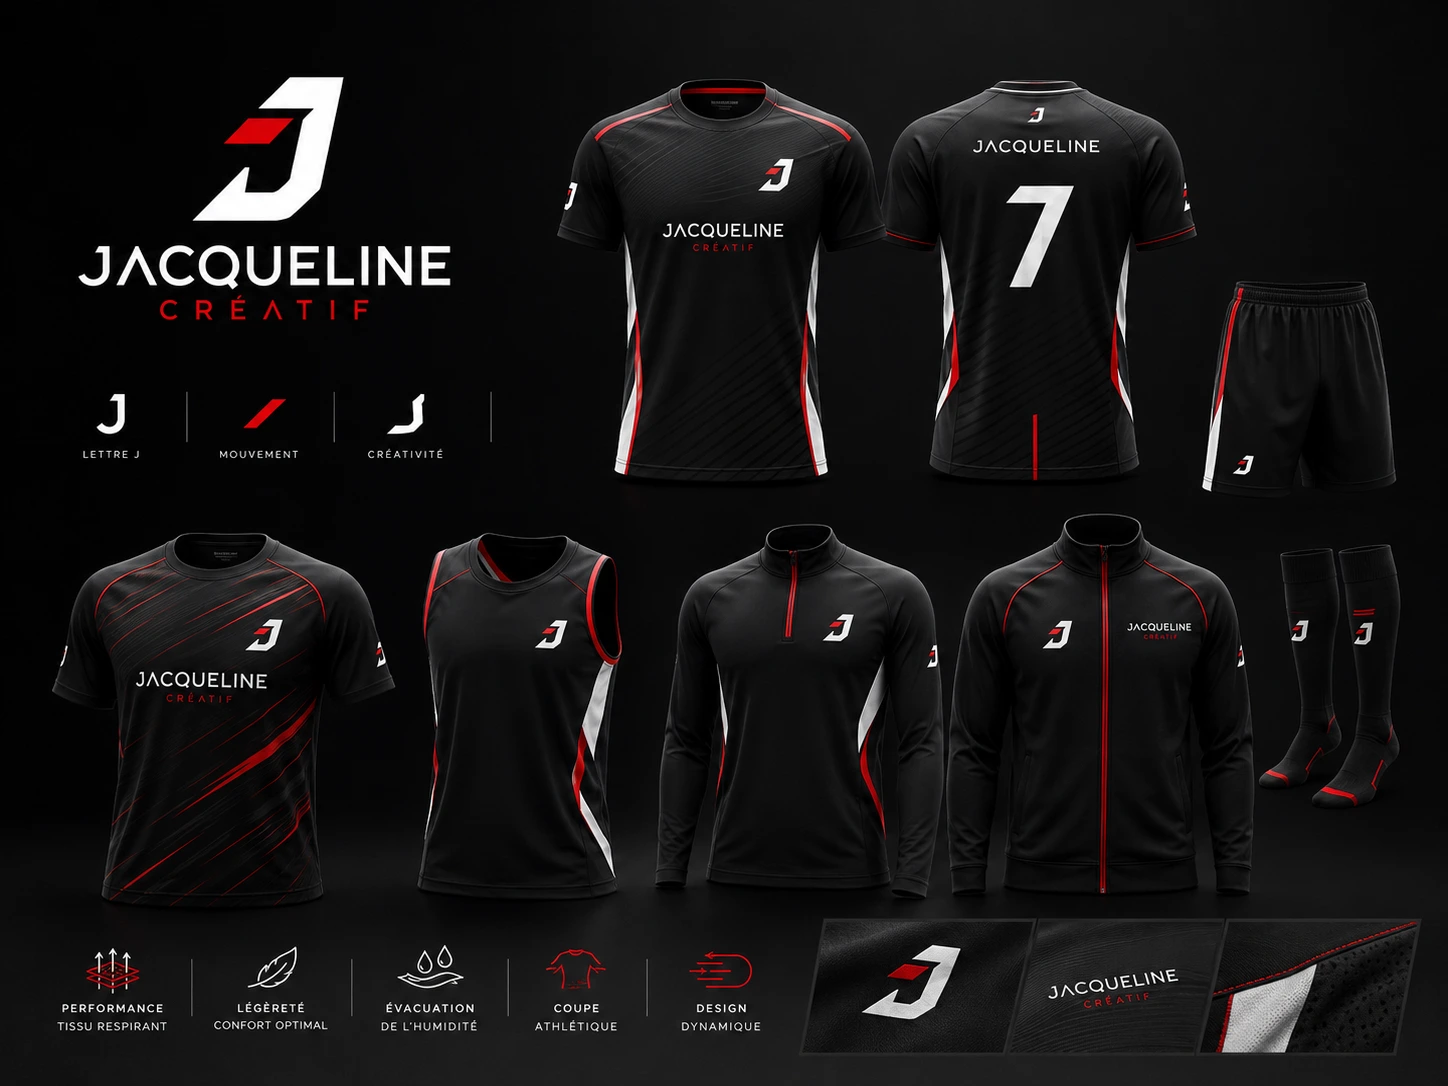 JACQUELINE
CRÉATIF
LETTRE J
MOUVEMENT
CRÉATIVITÉ
JACQUELINE
CRÉATIF
JACQUELINE
7
JACQUELINE
CRÉATIF
JACQUELINE
CRÉATIF
PERFORMANCE
TISSU RESPIRANT
LÉGÈRETÉ
CONFORT OPTIMAL
ÉVACUATION
DE L'HUMIDITÉ
COUPE
ATHLÉTIQUE
DESIGN
DYNAMIQUE
JACQUELINE
CRÉATIF